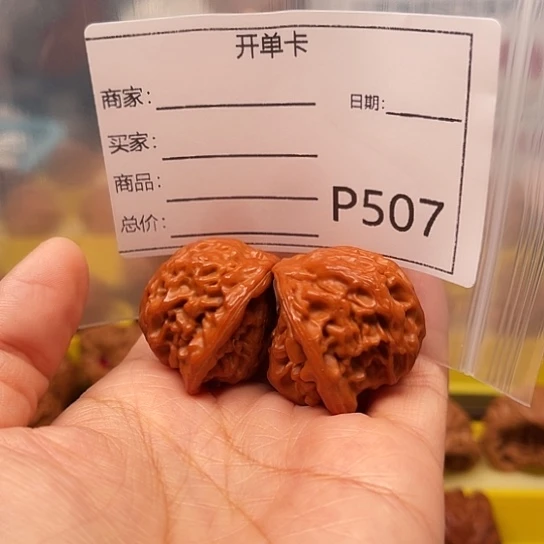 开单卡
商家： 日期：
买家：
商品：
总价：
P507